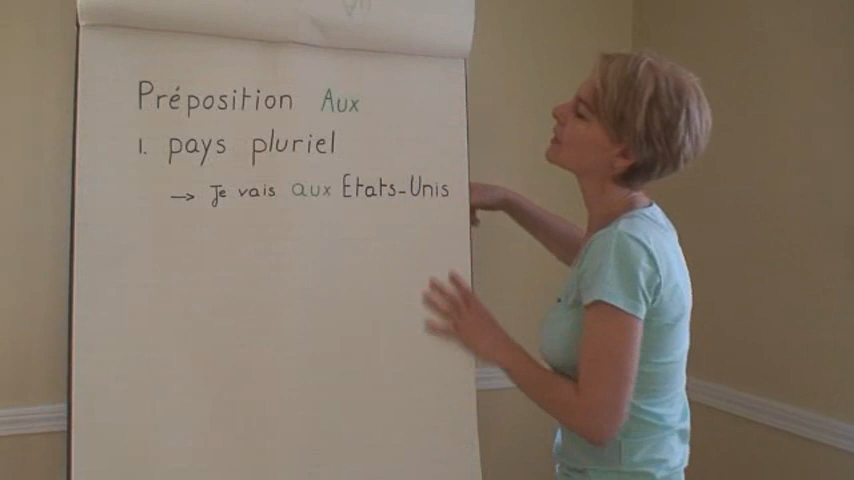 Préposition Aux
1. pays pluriel
→ Je vais aux Etats-Unis